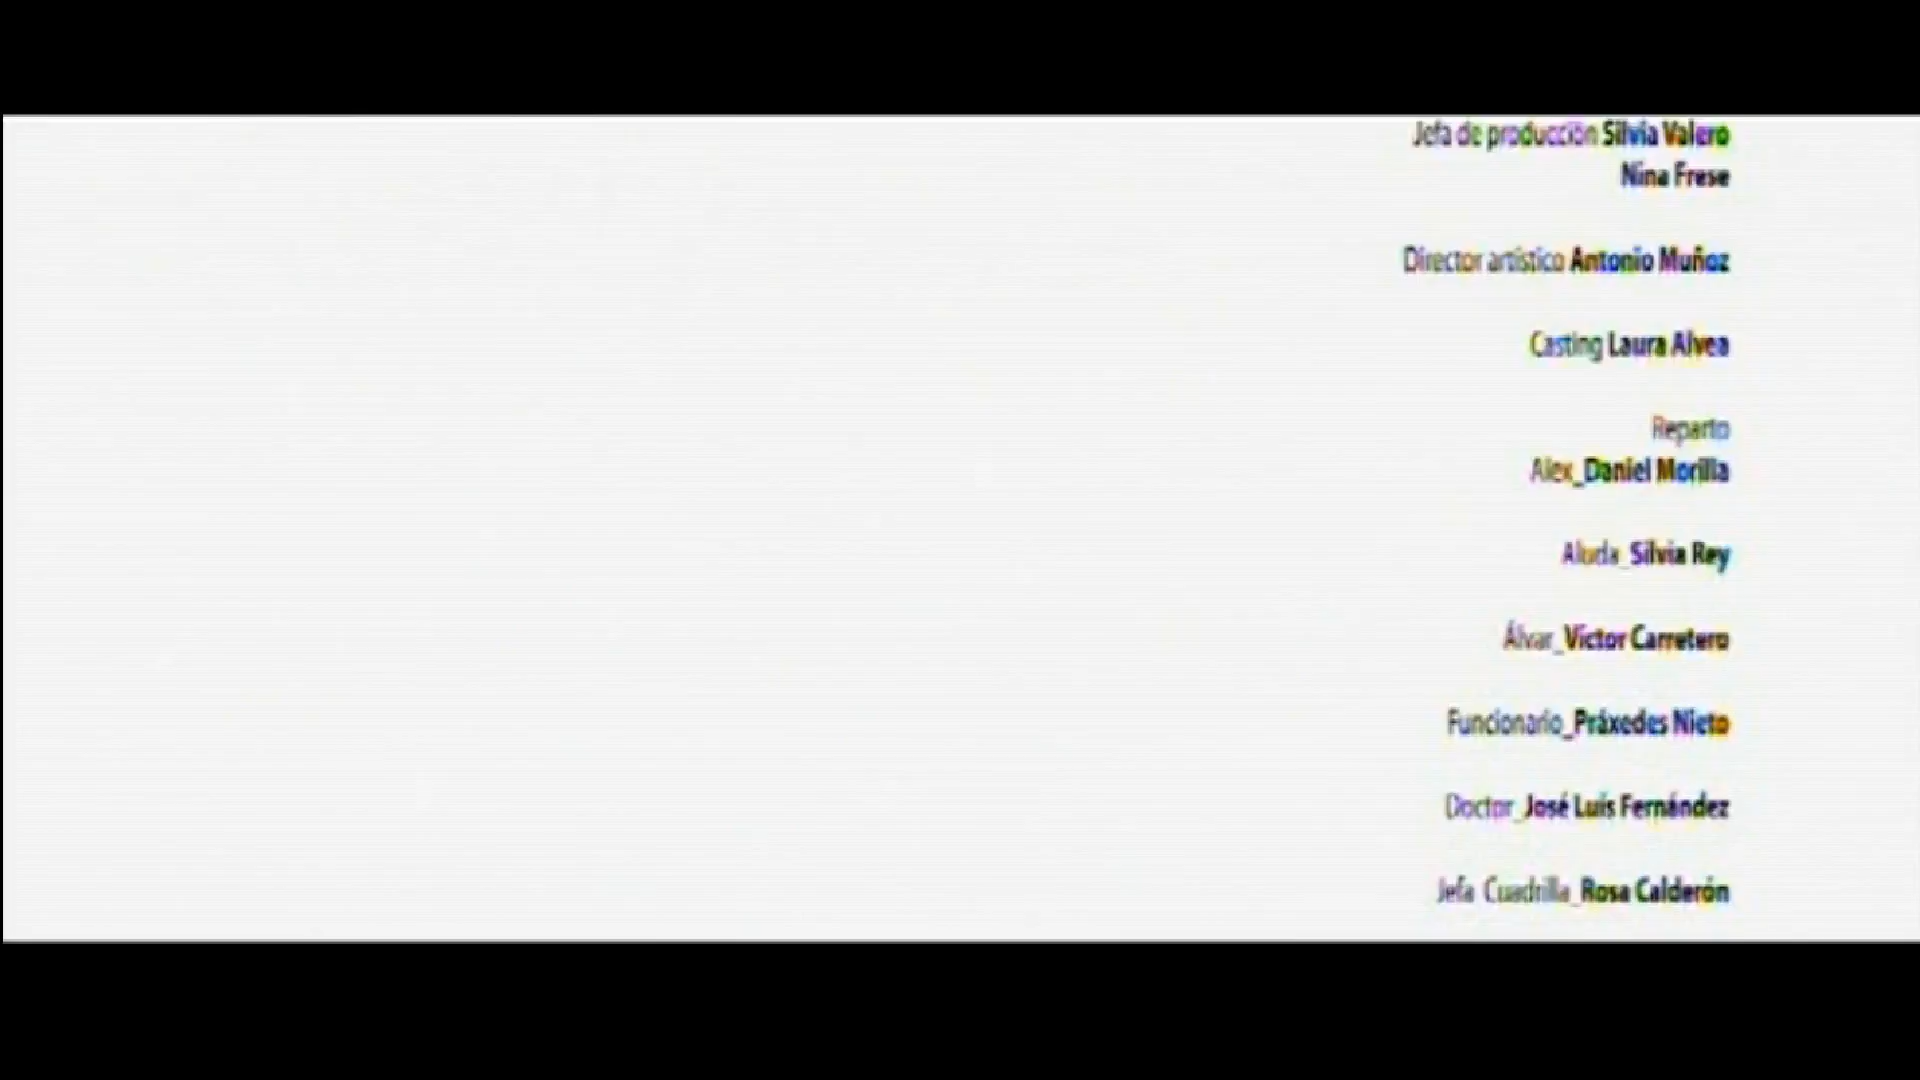 Jefa de producción Silvia Valero
Nina Frese
Director artístico Antonio Muñoz
Casting Laura Alvea
Reparto
Alex_Daniel Morilla
Aluda_Silvia Rey
Álvar_Víctor Carretero
Funcionario_Práxedes Nieto
Doctor_José Luis Fernández
Jefa Cuadrilla_Rosa Calderón